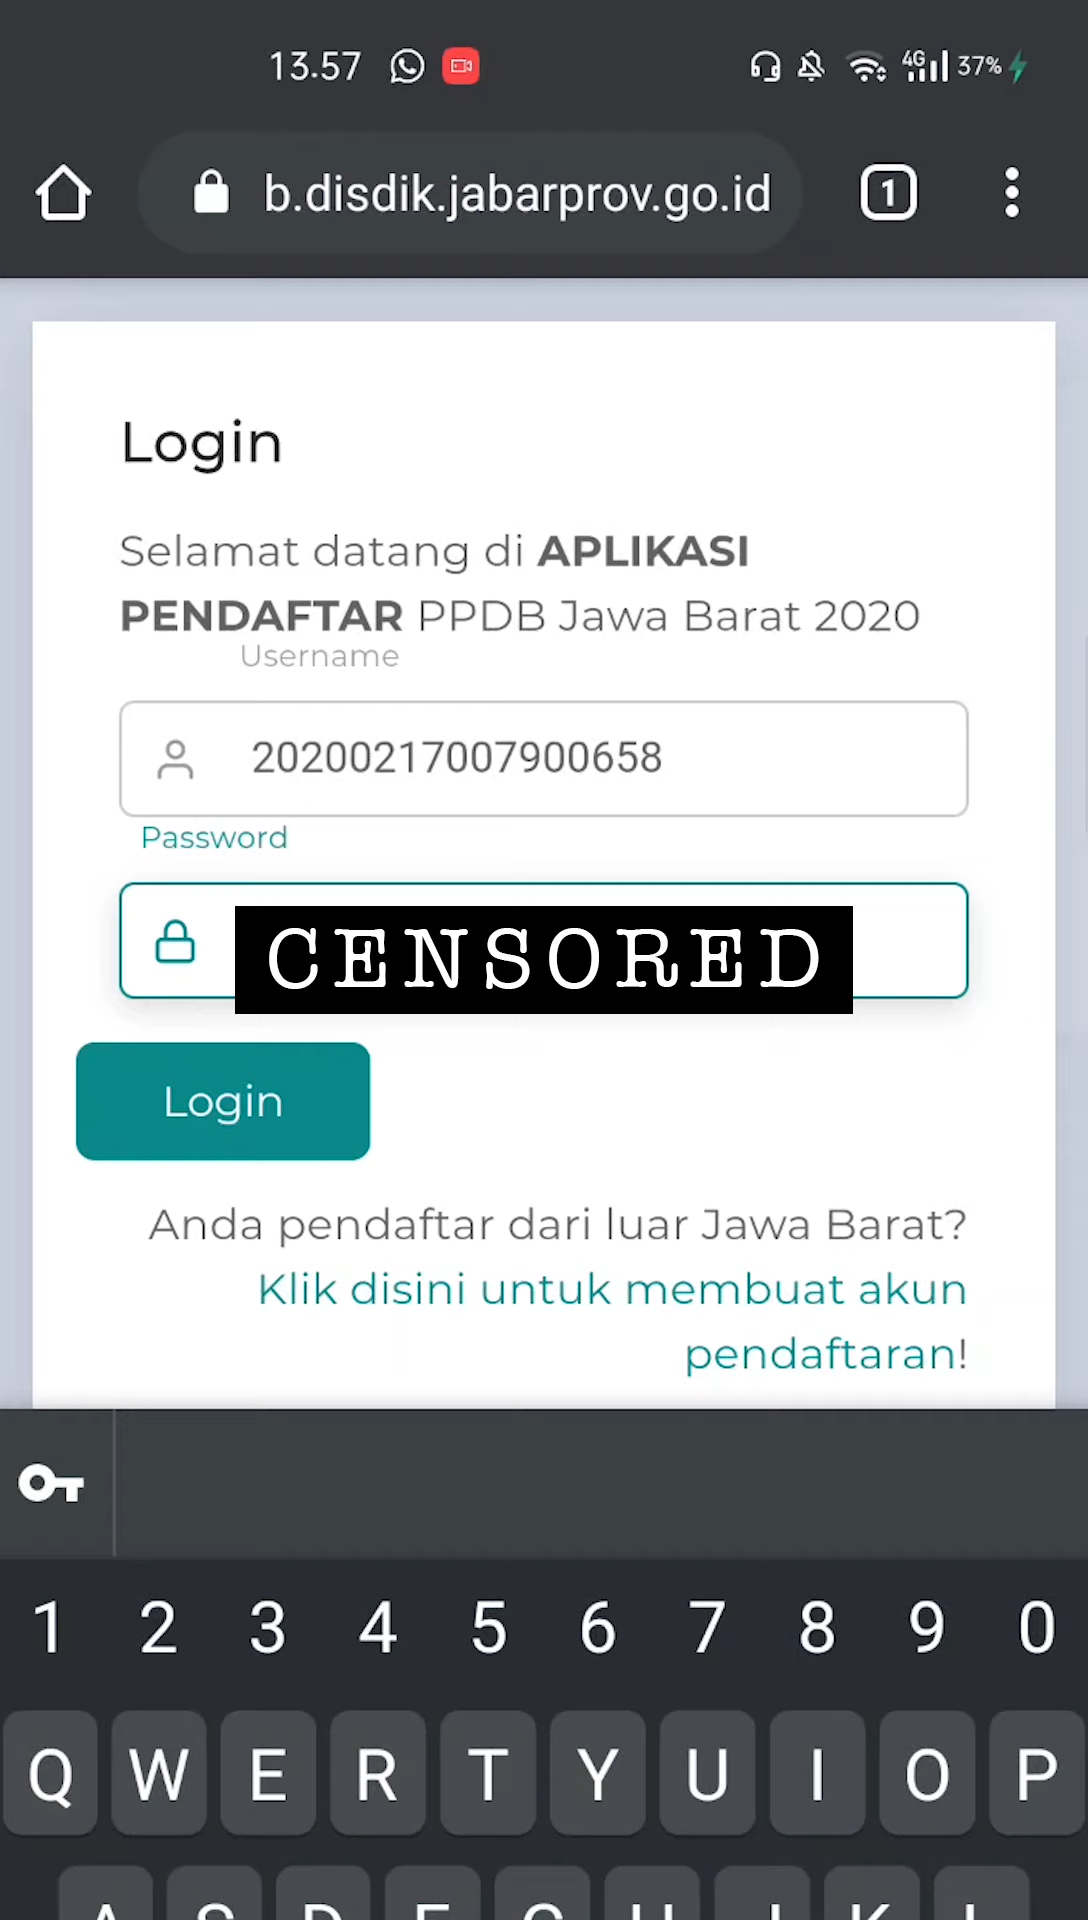 13.57
4G 37%
b.disdik.jabarprov.go.id
1
Login
Selamat datang di APLIKASI
PENDAFTAR PPDB Jawa Barat 2020
Username
20200217007900658
Password
CENSORED
Login
Anda pendaftar dari luar Jawa Barat?
Klik disini untuk membuat akun
pendaftaran!
1 2 3 4 5 6 7 8 9 0
Q W E R T Y U I O P
A S D F G H J K L